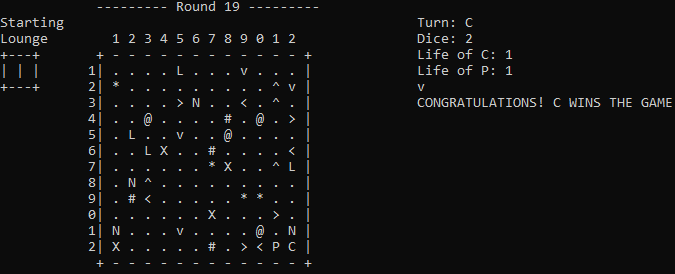 --------- Round 19 ---------
Starting
Lounge
1 2 3 4 5 6 7 8 9 0 1 2
+---+
| | |
+---+
+ - - - - - - - - - - - - +
1| . . . . L . . . v . . . |
2| * . . . . . . . . . ^ v |
3| . . . . > N . . < . ^ . |
4| . . @ . . . . # . @ . > |
5| . L . . v . . @ . . . . |
6| . . L X . . # . . . . < |
7| . . . . . . * X . . ^ L |
8| . N ^ . . . . . . . . . |
9| . # < . . . . . * * . . |
0| . . . . . . X . . . > . |
1| N . . . v . . . . @ . N |
2| X . . . . . # . > < P C |
+ - - - - - - - - - - - - +
Turn: C
Dice: 2
Life of C: 1
Life of P: 1
v
CONGRATULATIONS! C WINS THE GAME